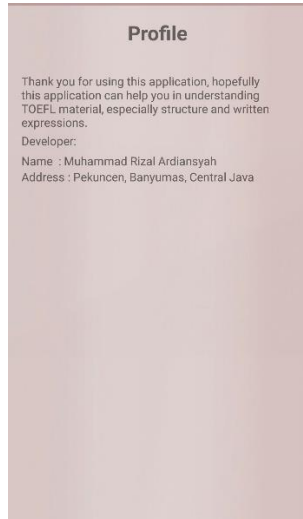 Profile
Thank you for using this application, hopefully
this application can help you in understanding
TOEFL material, especially structure and written
expressions.
Developer:
Name : Muhammad Rizal Ardiansyah
Address : Pekuncen, Banyumas, Central Java